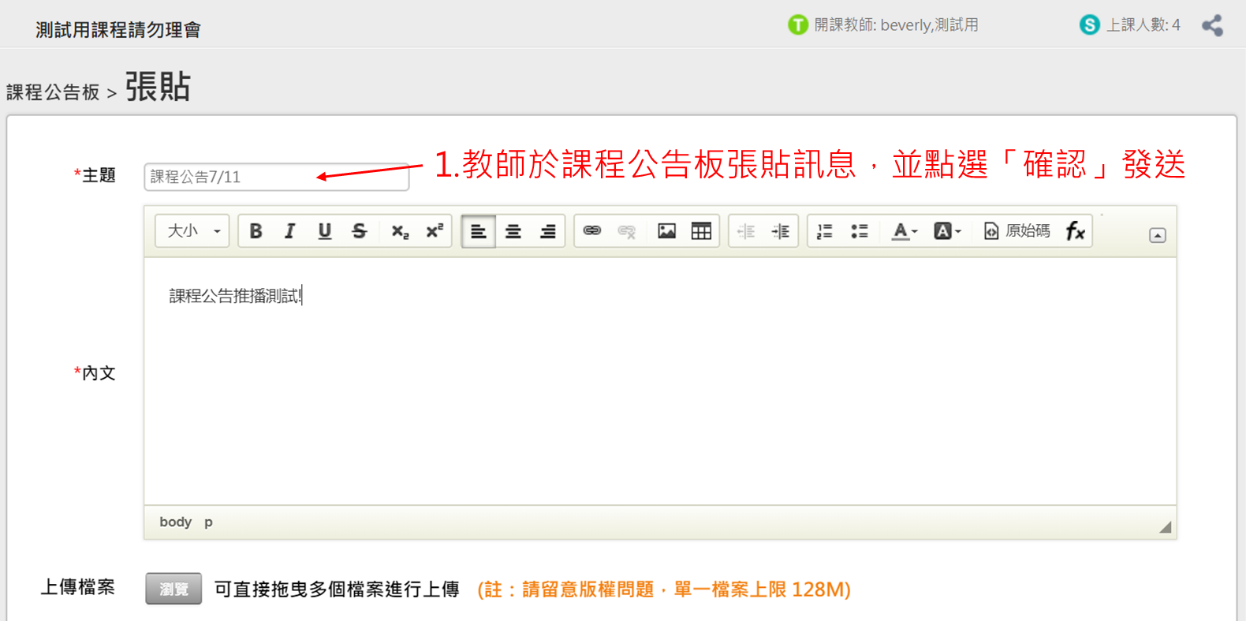 測試用課程請勿理會
T 開課教師: beverly,測試用
S 上課人數: 4
課程公告板 > 張貼
*主題
課程公告7/11
1.教師於課程公告板張貼訊息，並點選「確認」發送
大小 B I U S x₂ x² A A 原始碼 fx
課程公告推播測試!
*內文
body p
上傳檔案 瀏覽 可直接拖曳多個檔案進行上傳 (註：請留意版權問題，單一檔案上限 128M)